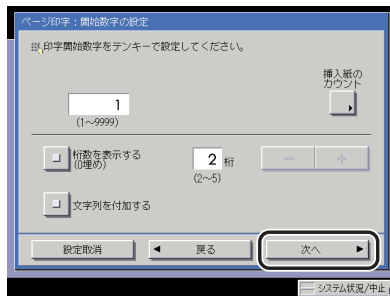 ページ印字：開始数字の設定
印字開始数字をテンキーで設定してください。
挿入紙の
カウント
1
(1～9999)
桁数を表示する
(0埋め)
2 桁
(2～5)
－ ＋
文字列を付加する
設定取消
◀ 戻る
次へ ▶
システム状況/中止